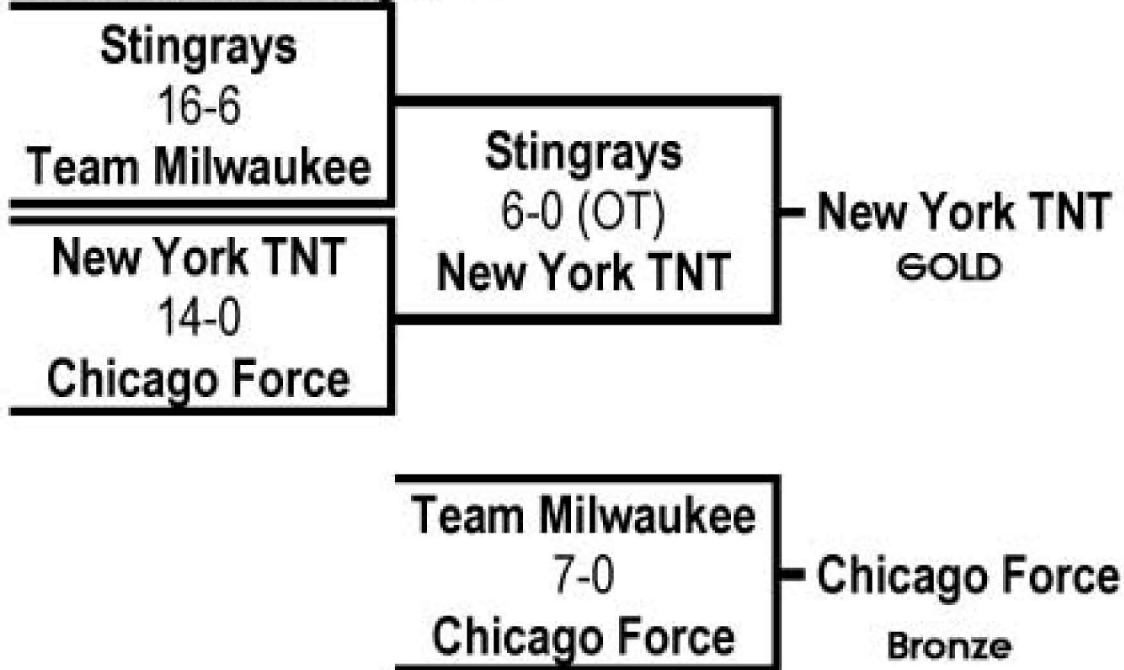 Stingrays
16-6
Team Milwaukee
New York TNT
14-0
Chicago Force
Stingrays
6-0 (OT)
New York TNT
New York TNT
GOLD
Team Milwaukee
7-0
Chicago Force
Chicago Force
Bronze